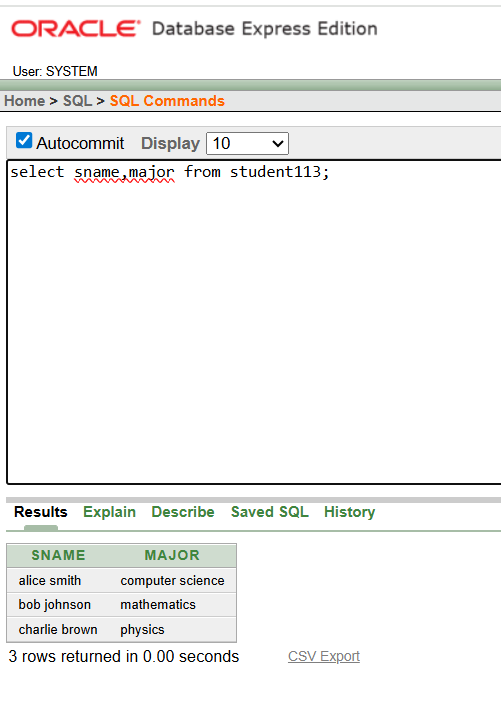 ORACLE® Database Express Edition
User: SYSTEM
Home > SQL > SQL Commands
Autocommit Display 10
select sname,major from student113;
Results Explain Describe Saved SQL History
SNAME MAJOR
alice smith computer science
bob johnson mathematics
charlie brown physics
3 rows returned in 0.00 seconds CSV Export